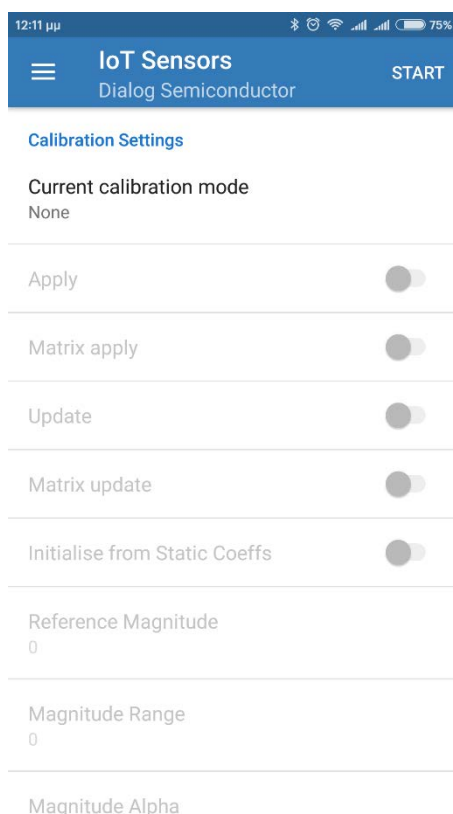 12:11 μμ 75%
IoT Sensors
START
Dialog Semiconductor
Calibration Settings
Current calibration mode
None
Apply
Matrix apply
Update
Matrix update
Initialise from Static Coeffs
Reference Magnitude
0
Magnitude Range
0
Magnitude Alpha